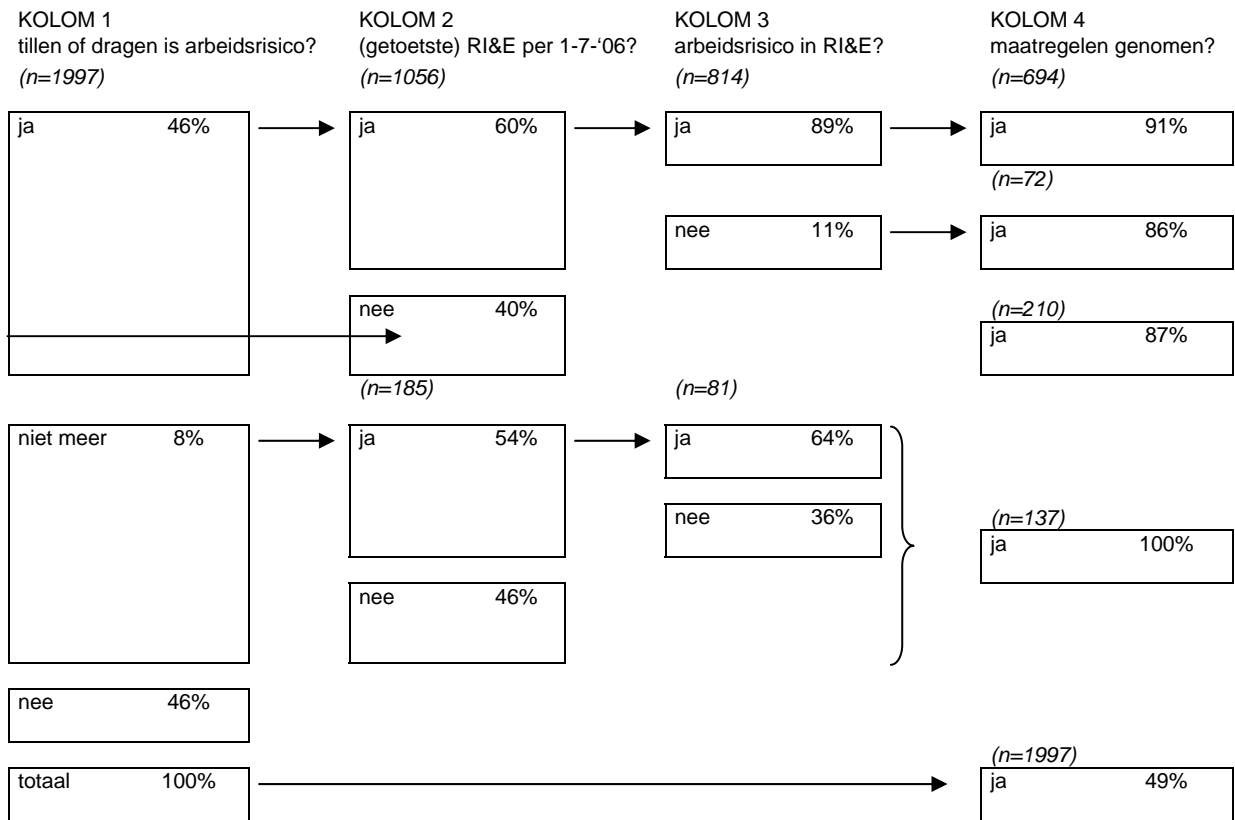 KOLOM 1
tillen of dragen is arbeidsrisico?
(n=1997)
KOLOM 2
(getoetste) RI&E per 1-7-‘06?
(n=1056)
KOLOM 3
arbeidsrisico in RI&E?
(n=814)
KOLOM 4
maatregelen genomen?
(n=694)
ja 46%
ja 60%
ja 89%
ja 91%
(n=72)
nee 11%
ja 86%
nee 40%
(n=210)
ja 87%
(n=185)
(n=81)
niet meer 8%
ja 54%
ja 64%
nee 36%
(n=137)
ja 100%
nee 46%
nee 46%
(n=1997)
totaal 100%
ja 49%